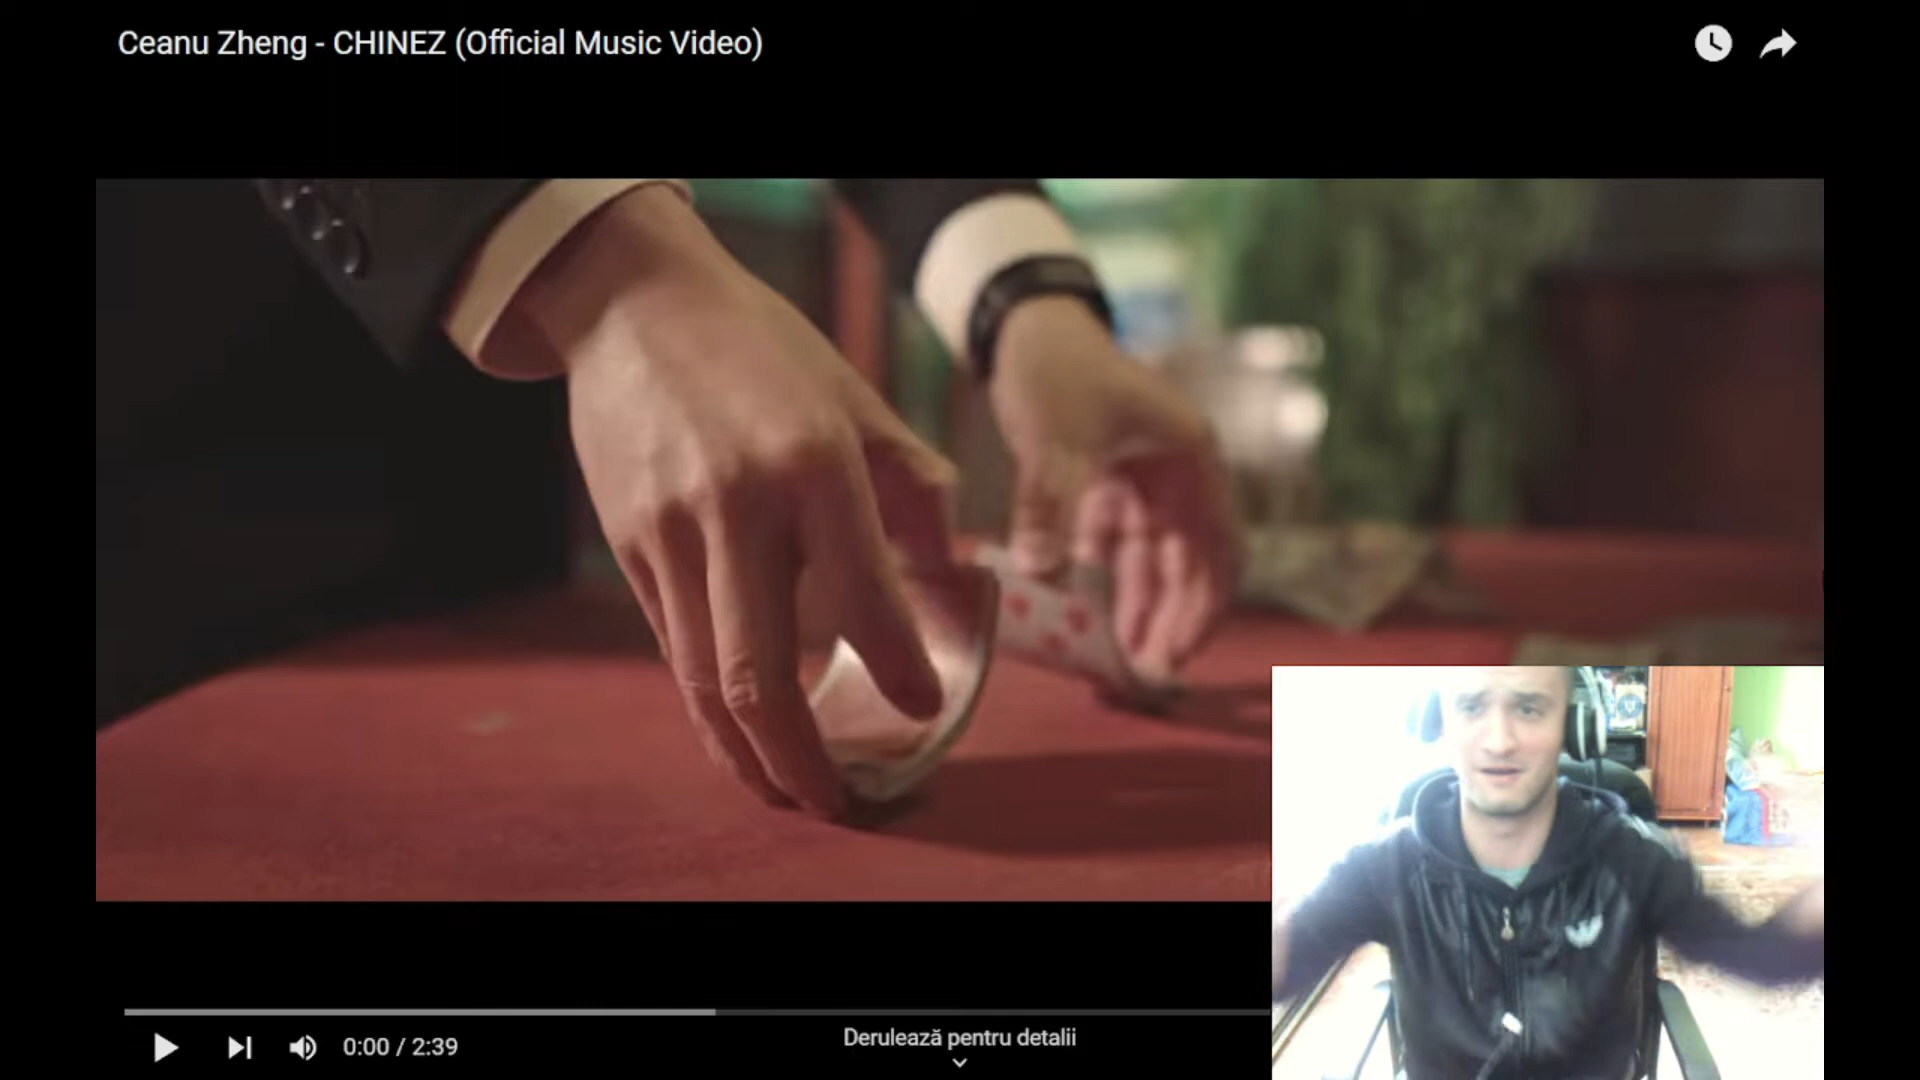 Ceanu Zheng - CHINEZ (Official Music Video)
0:00 / 2:39
Derulează pentru detalii